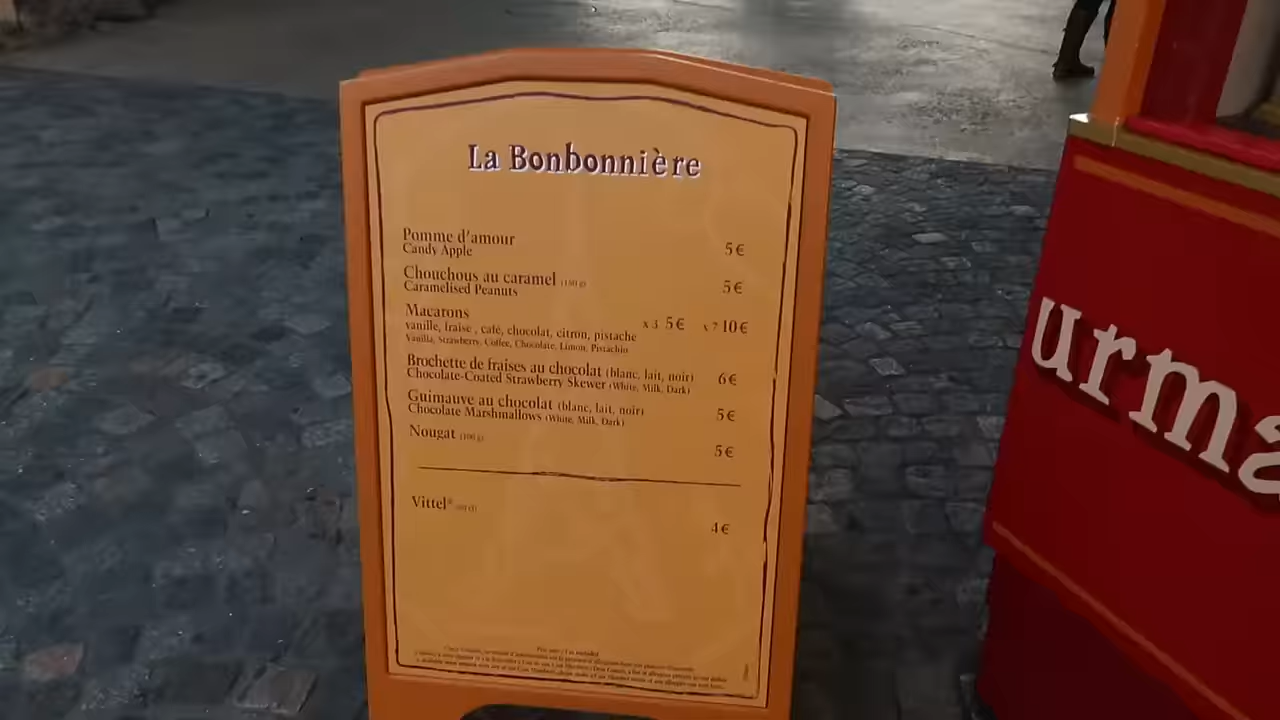 La Bonbonnière
Pomme d'amour
Candy Apple
5€
Chouchous au caramel (150 g)
Caramelised Peanuts
5€
Macarons
x 3 5€ x 7 10€
vanille, fraise , café, chocolat, citron, pistache
Vanilla, Strawberry, Coffee, Chocolate, Limon, Pistachio
Brochette de fraises au chocolat (blanc, lait, noir)
Chocolate-Coated Strawberry Skewer (White, Milk, Dark)
6€
Guimauve au chocolat (blanc, lait, noir)
Chocolate Marshmallows (White, Milk, Dark)
5€
Nougat (100 g)
5€
Vittel®
4€
urma